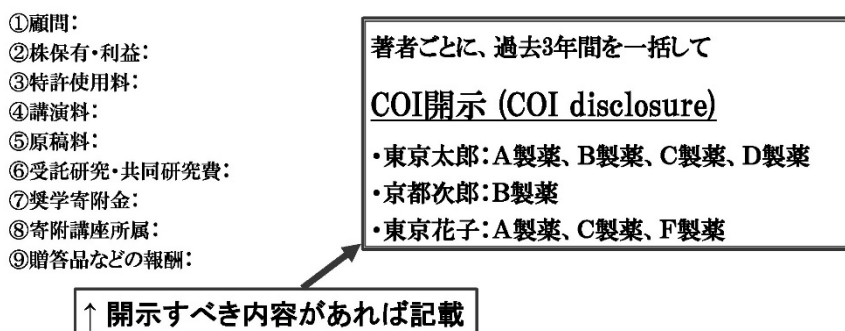 ①顧問：
②株保有・利益：
③特許使用料：
④講演料：
⑤原稿料：
⑥受託研究・共同研究費：
⑦奨学寄附金：
⑧寄附講座所属：
⑨贈答品などの報酬：
著者ごとに、過去3年間を一括して
COI開示 (COI disclosure)
・東京太郎：A製薬、B製薬、C製薬、D製薬
・京都次郎：B製薬
・東京花子：A製薬、C製薬、F製薬
↑ 開示すべき内容があれば記載